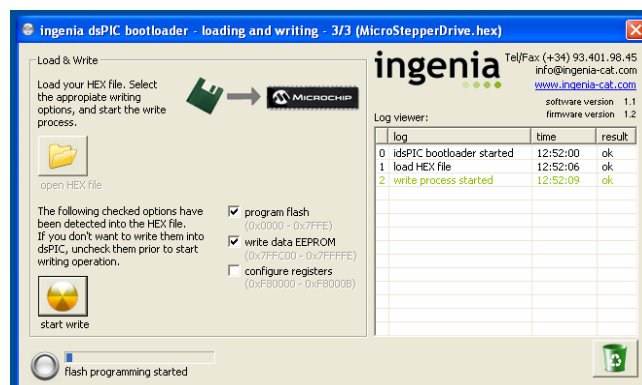 ingenia dsPIC bootloader - loading and writing - 3/3 (MicroStepperDrive.hex)
Load & Write
Load your HEX file. Select
the appropiate writing
options, and start the write
process.
MICROCHIP
open HEX file
The following checked options have
been detected into the HEX file.
If you don't want to write them into
dsPIC, uncheck them prior to start
writing operation.
program flash
(0x0000 - 0x7FFE)
write data EEPROM
(0x7FFC00 - 0x7FFFFE)
configure registers
(0xF80000 - 0xF8000B)
start write
flash programming started
ingenia
Tel/Fax (+34) 93.401.98.45
info@ingenia-cat.com
www.ingenia-cat.com
software version 1.1
firmware version 1.2
Log viewer:
log time result
0 idsPIC bootloader started 12:52:00 ok
1 load HEX file 12:52:06 ok
2 write process started 12:52:09 ok